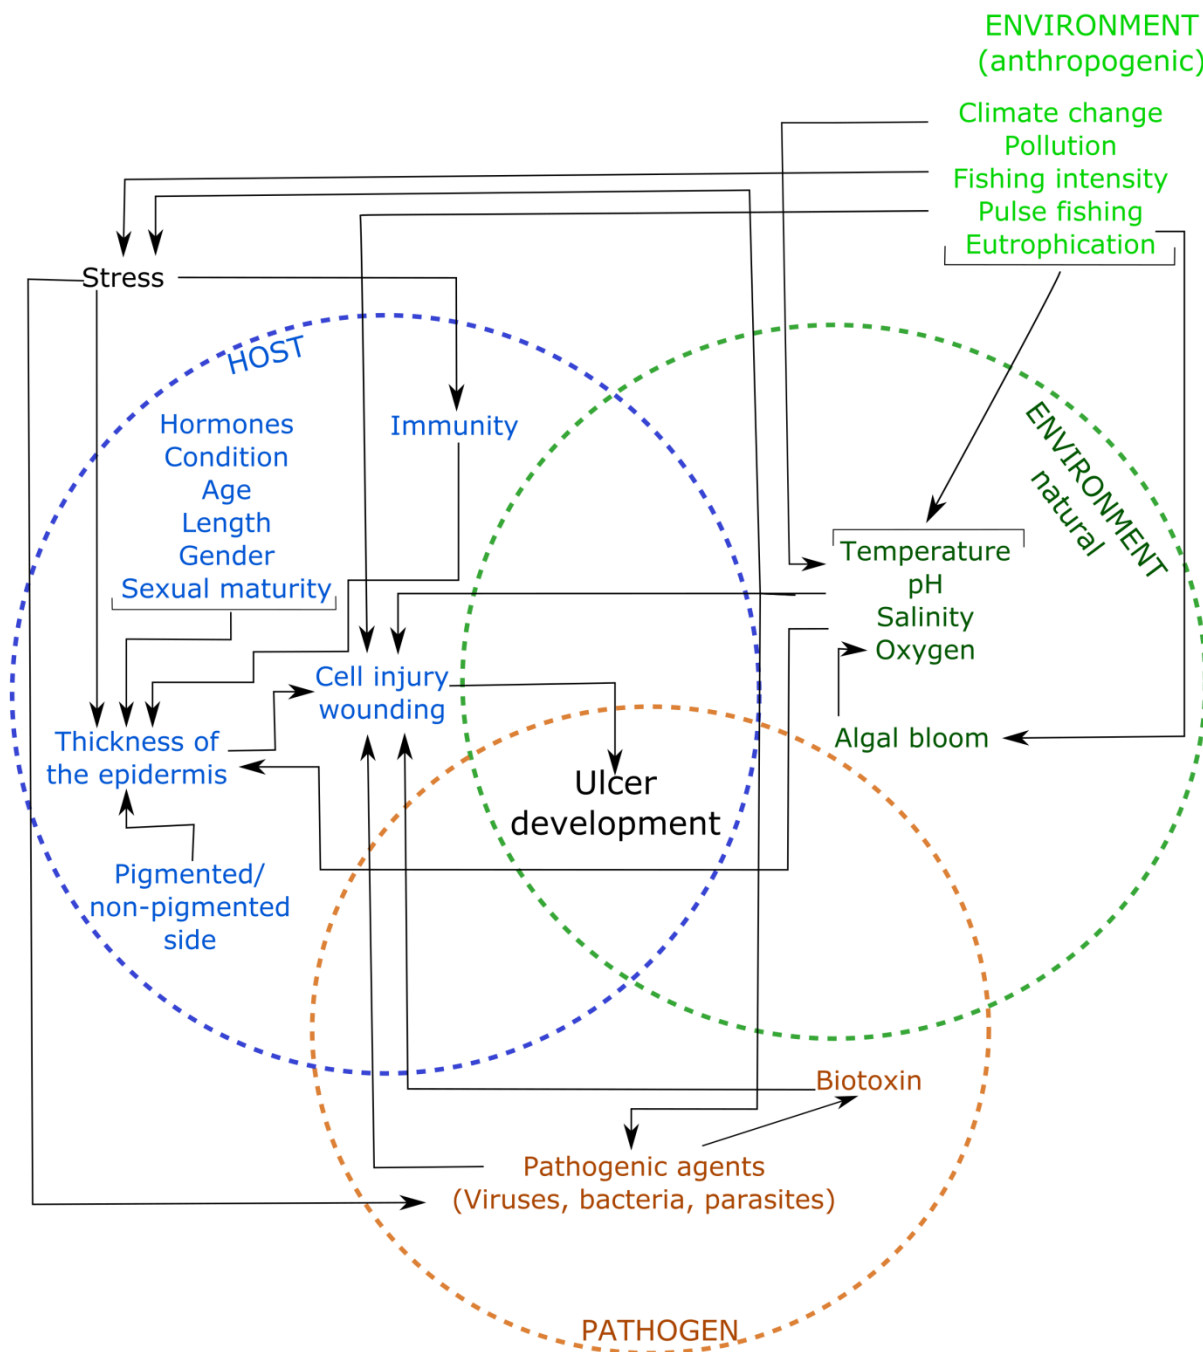 ENVIRONMENT
(anthropogenic)
Climate change
Pollution
Fishing intensity
Pulse fishing
Eutrophication
Stress
HOST
Hormones
Condition
Age
Length
Gender
Sexual maturity
Immunity
ENVIRONMENT
natural
Temperature
pH
Salinity
Oxygen
Algal bloom
Cell injury
wounding
Thickness of
the epidermis
Ulcer
development
Pigmented/
non-pigmented
side
Biotoxin
Pathogenic agents
(Viruses, bacteria, parasites)
PATHOGEN